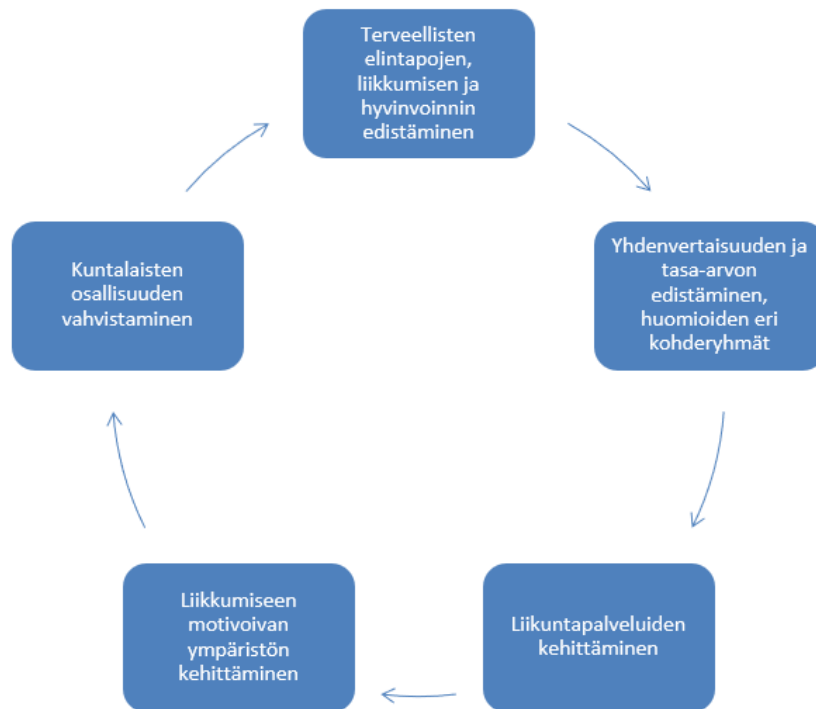 Terveellisten
elintapojen,
liikkumisen ja
hyvinvoinnin
edistäminen
Yhdenvertaisuuden ja
tasa-arvon
edistäminen,
huomioiden eri
kohderyhmät
Liikuntapalveluiden
kehittäminen
Liikkumiseen
motivoivan
ympäristön
kehittäminen
Kuntalaisten
osallisuuden
vahvistaminen